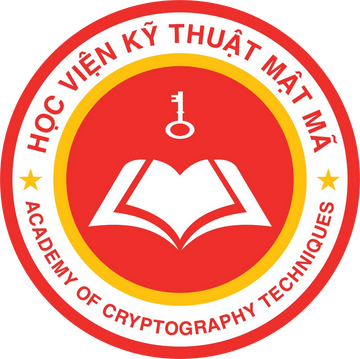 HỌC VIỆN KỸ THUẬT MẬT MÃ
ACADEMY OF CRYPTOGRAPHY TECHNIQUES